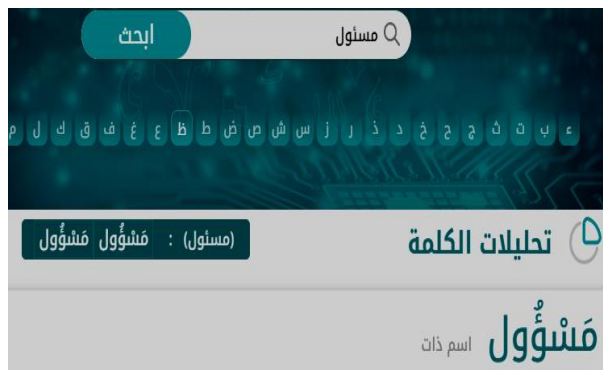 مسئول ابحث
ء ب ت ث ج ح خ د ذ ر ز س ش ص ض ط ظ ع غ ف ق ك ل م
تحليلات الكلمة (مسئول) : مَسْؤُول مَسْؤُول
مَسْؤُول اسم ذات